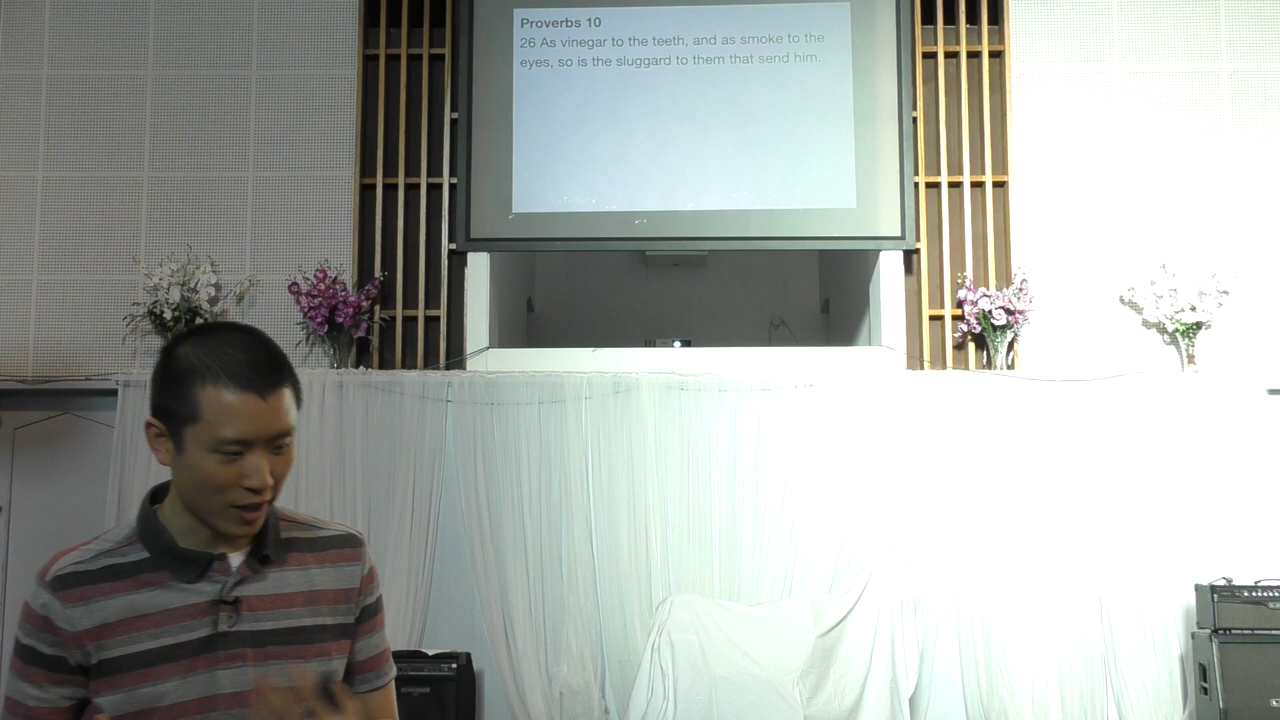 Proverbs 10
26 As vinegar to the teeth, and as smoke to the
eyes, so is the sluggard to them that send him.